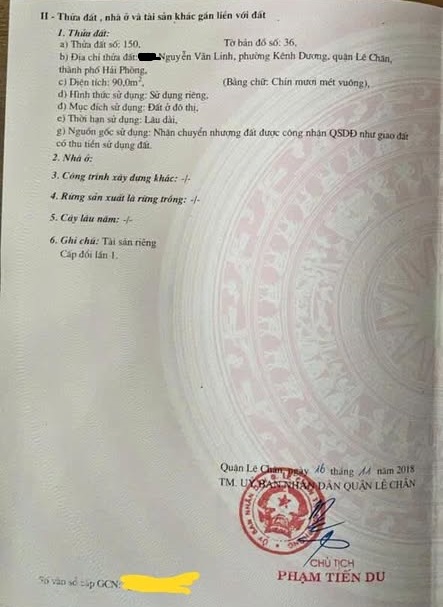 II - Thửa đất, nhà ở và tài sản khác gắn liền với đất
1. Thửa đất:
a) Thửa đất số: 150, Tờ bản đồ số: 36,
b) Địa chỉ thửa đất: Nguyễn Văn Linh, phường Kênh Dương, quận Lê Chân,
thành phố Hải Phòng,
c) Diện tích: 90,0m², (Bằng chữ: Chín mươi mét vuông),
d) Hình thức sử dụng: Sử dụng riêng,
đ) Mục đích sử dụng: Đất ở đô thị,
e) Thời hạn sử dụng: Lâu dài,
g) Nguồn gốc sử dụng: Nhận chuyển nhượng đất được công nhận QSDĐ như giao đất
có thu tiền sử dụng đất.
2. Nhà ở:
3. Công trình xây dựng khác: -/-
4. Rừng sản xuất là rừng trồng: -/-
5. Cây lâu năm: -/-
6. Ghi chú: Tài sản riêng
Cấp đổi lần 1.
Quận Lê Chân, ngày 16 tháng 11 năm 2018
TM. UỶ BAN NHÂN DÂN QUẬN LÊ CHÂN
CHỦ TỊCH
PHẠM TIẾN DU
Số vào sổ cấp GCN: